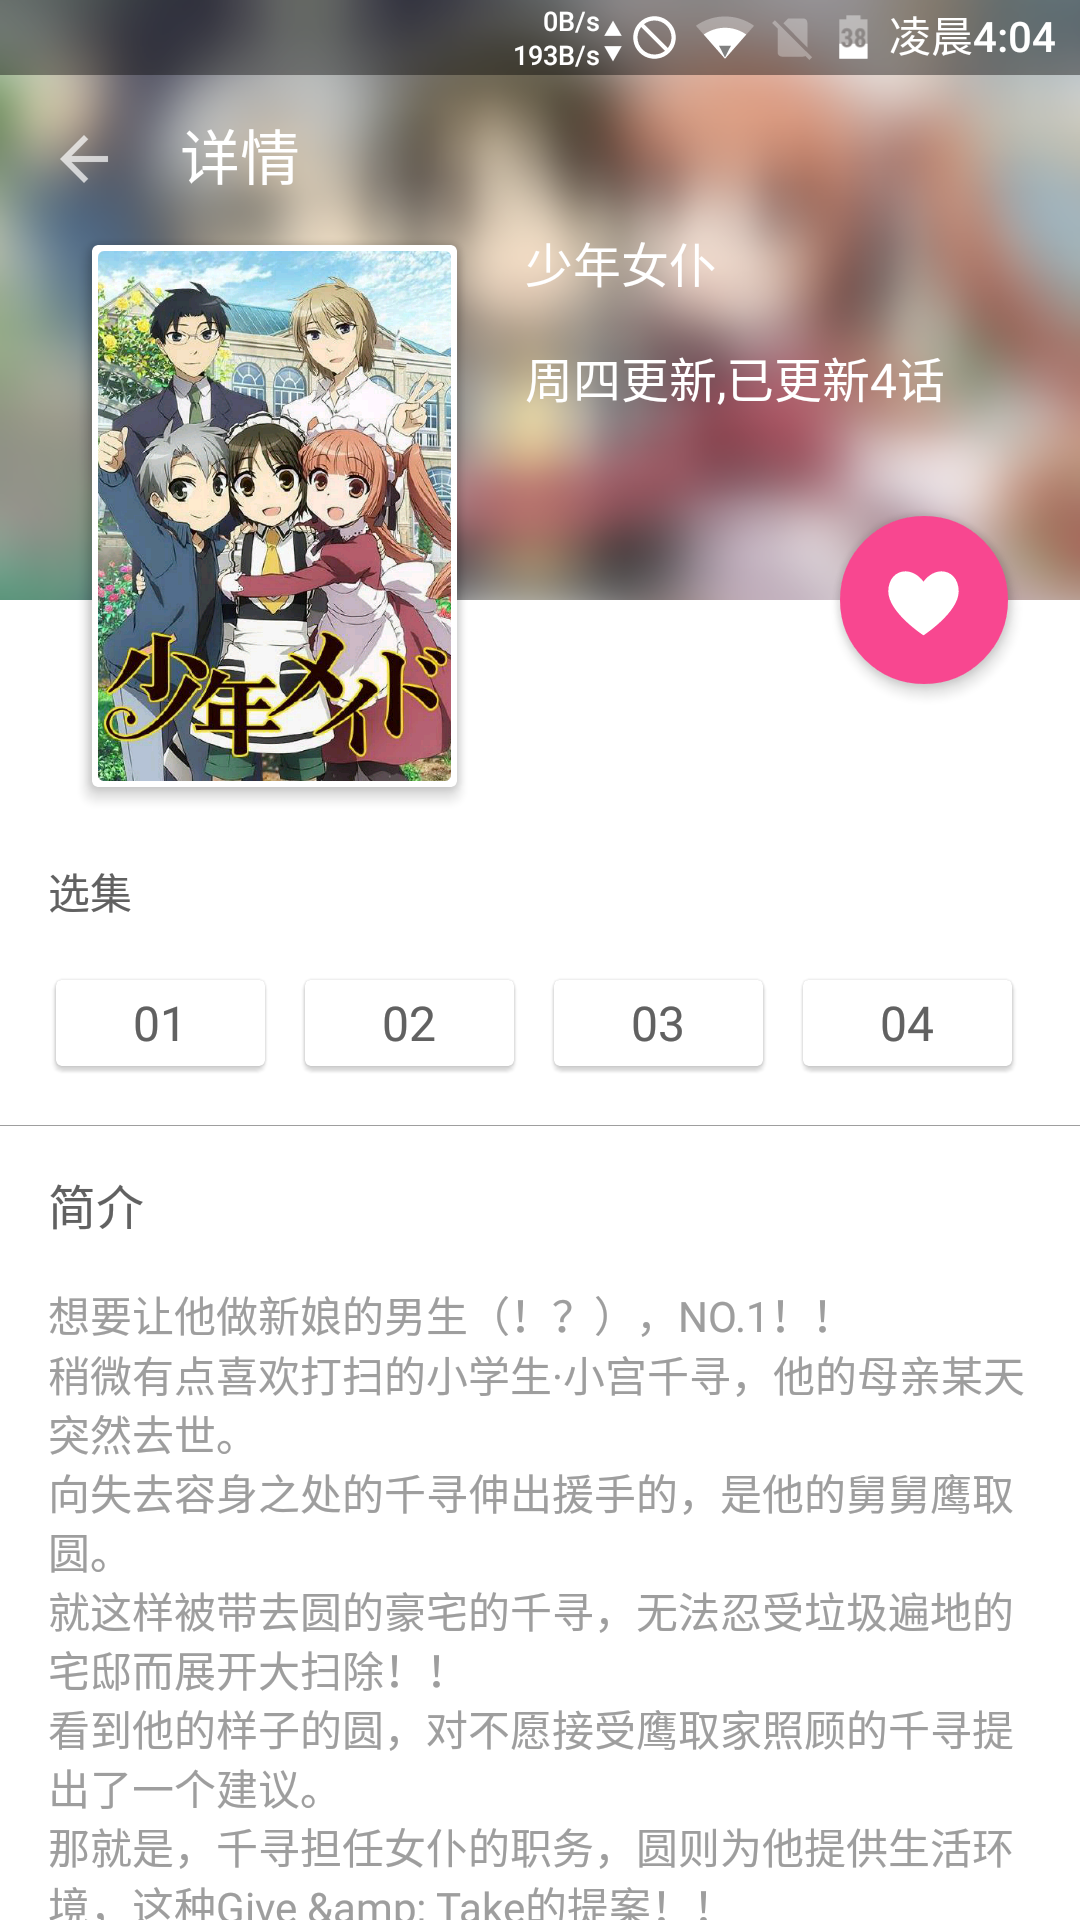 0B/s
193B/s
38
凌晨4:04
详情
少年女仆
周四更新,已更新4话
少年メイド
选集
01
02
03
04
简介
想要让他做新娘的男生（！？），NO.1！！
稍微有点喜欢打扫的小学生·小宫千寻，他的母亲某天
突然去世。
向失去容身之处的千寻伸出援手的，是他的舅舅鹰取
圆。
就这样被带去圆的豪宅的千寻，无法忍受垃圾遍地的
宅邸而展开大扫除！！
看到他的样子的圆，对不愿接受鹰取家照顾的千寻提
出了一个建议。
那就是，千寻担任女仆的职务，圆则为他提供生活环
境，这种Give &amp; Take的提案！！